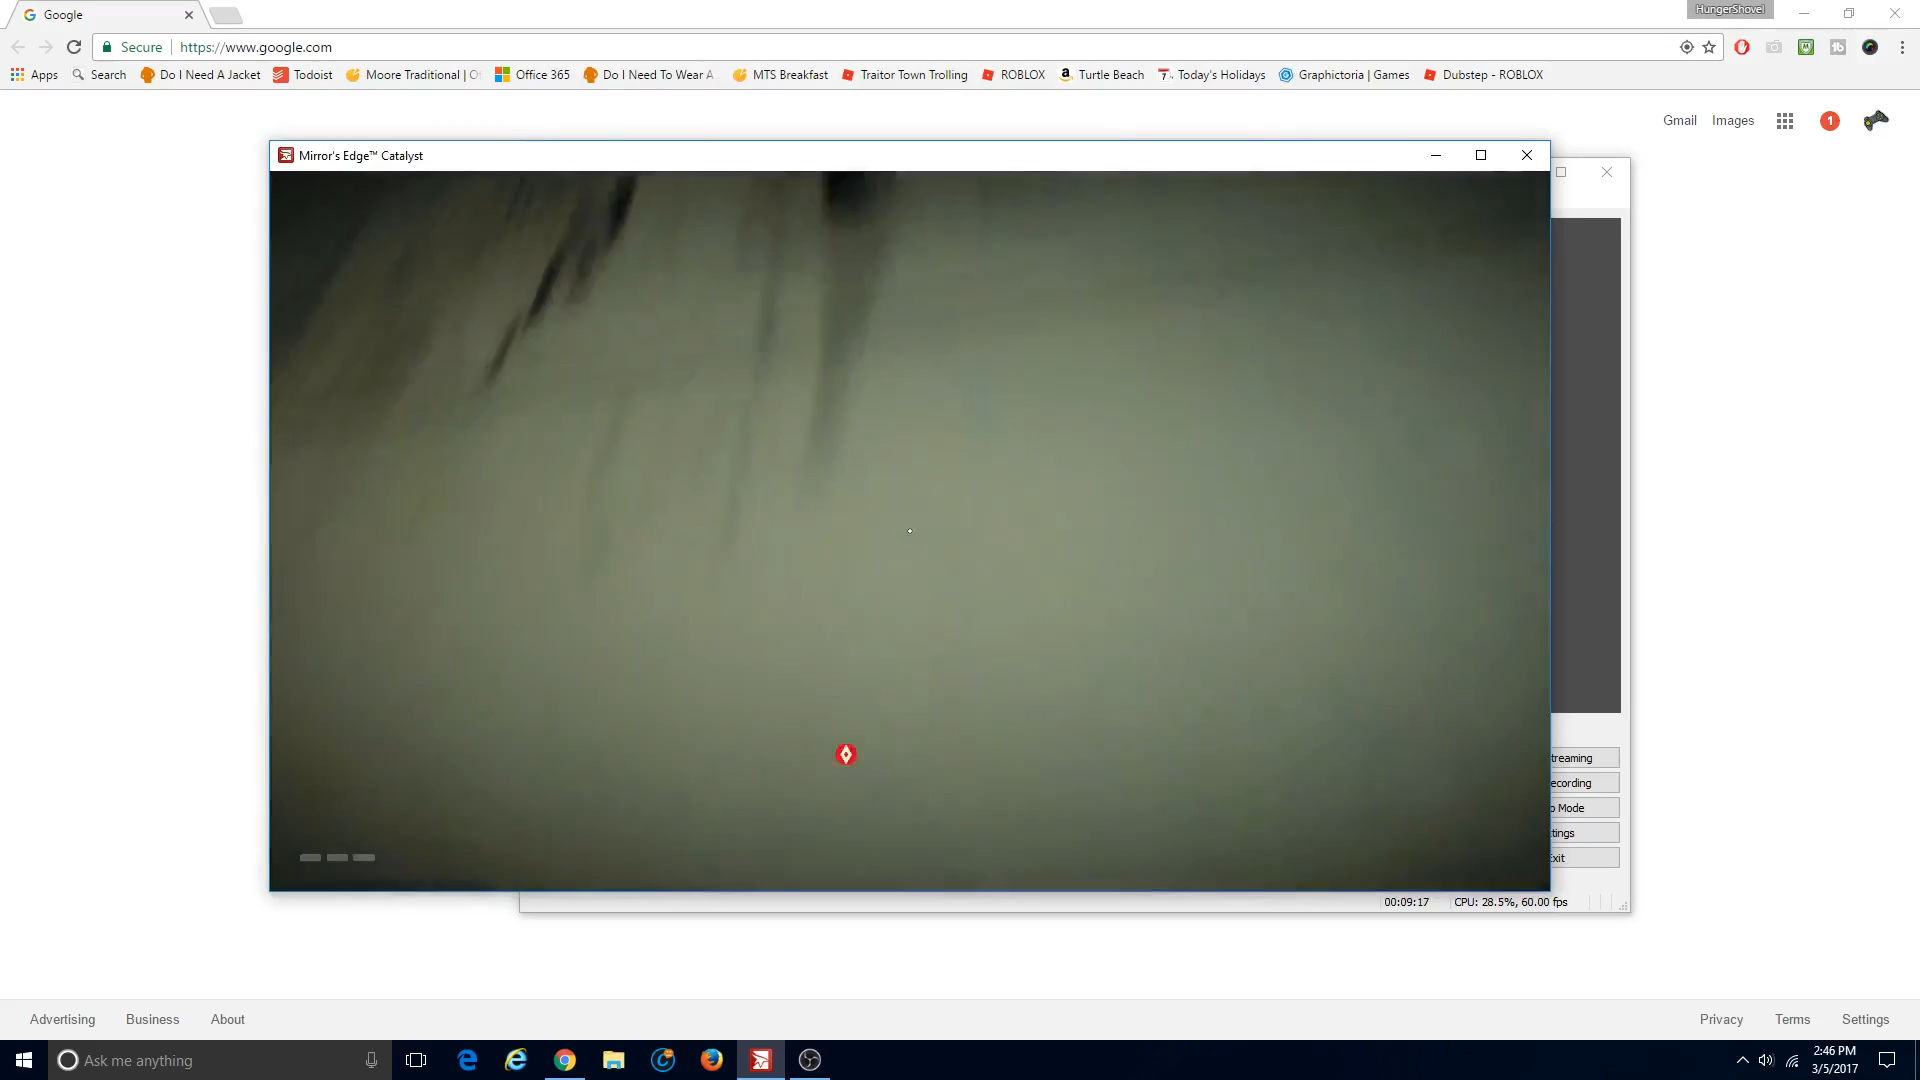 Google
HungerShovel
Secure https://www.google.com
Apps Search Do I Need A Jacket Todoist Moore Traditional | O Office 365 Do I Need To Wear A MTS Breakfast Traitor Town Trolling ROBLOX Turtle Beach Today's Holidays Graphictoria | Games Dubstep - ROBLOX
Gmail Images 1
Mirror's Edge™ Catalyst
treaming
ecording
o Mode
tings
Exit
00:09:17 CPU: 28.5%, 60.00 fps
Advertising Business About Privacy Terms Settings
Ask me anything
2:46 PM
3/5/2017